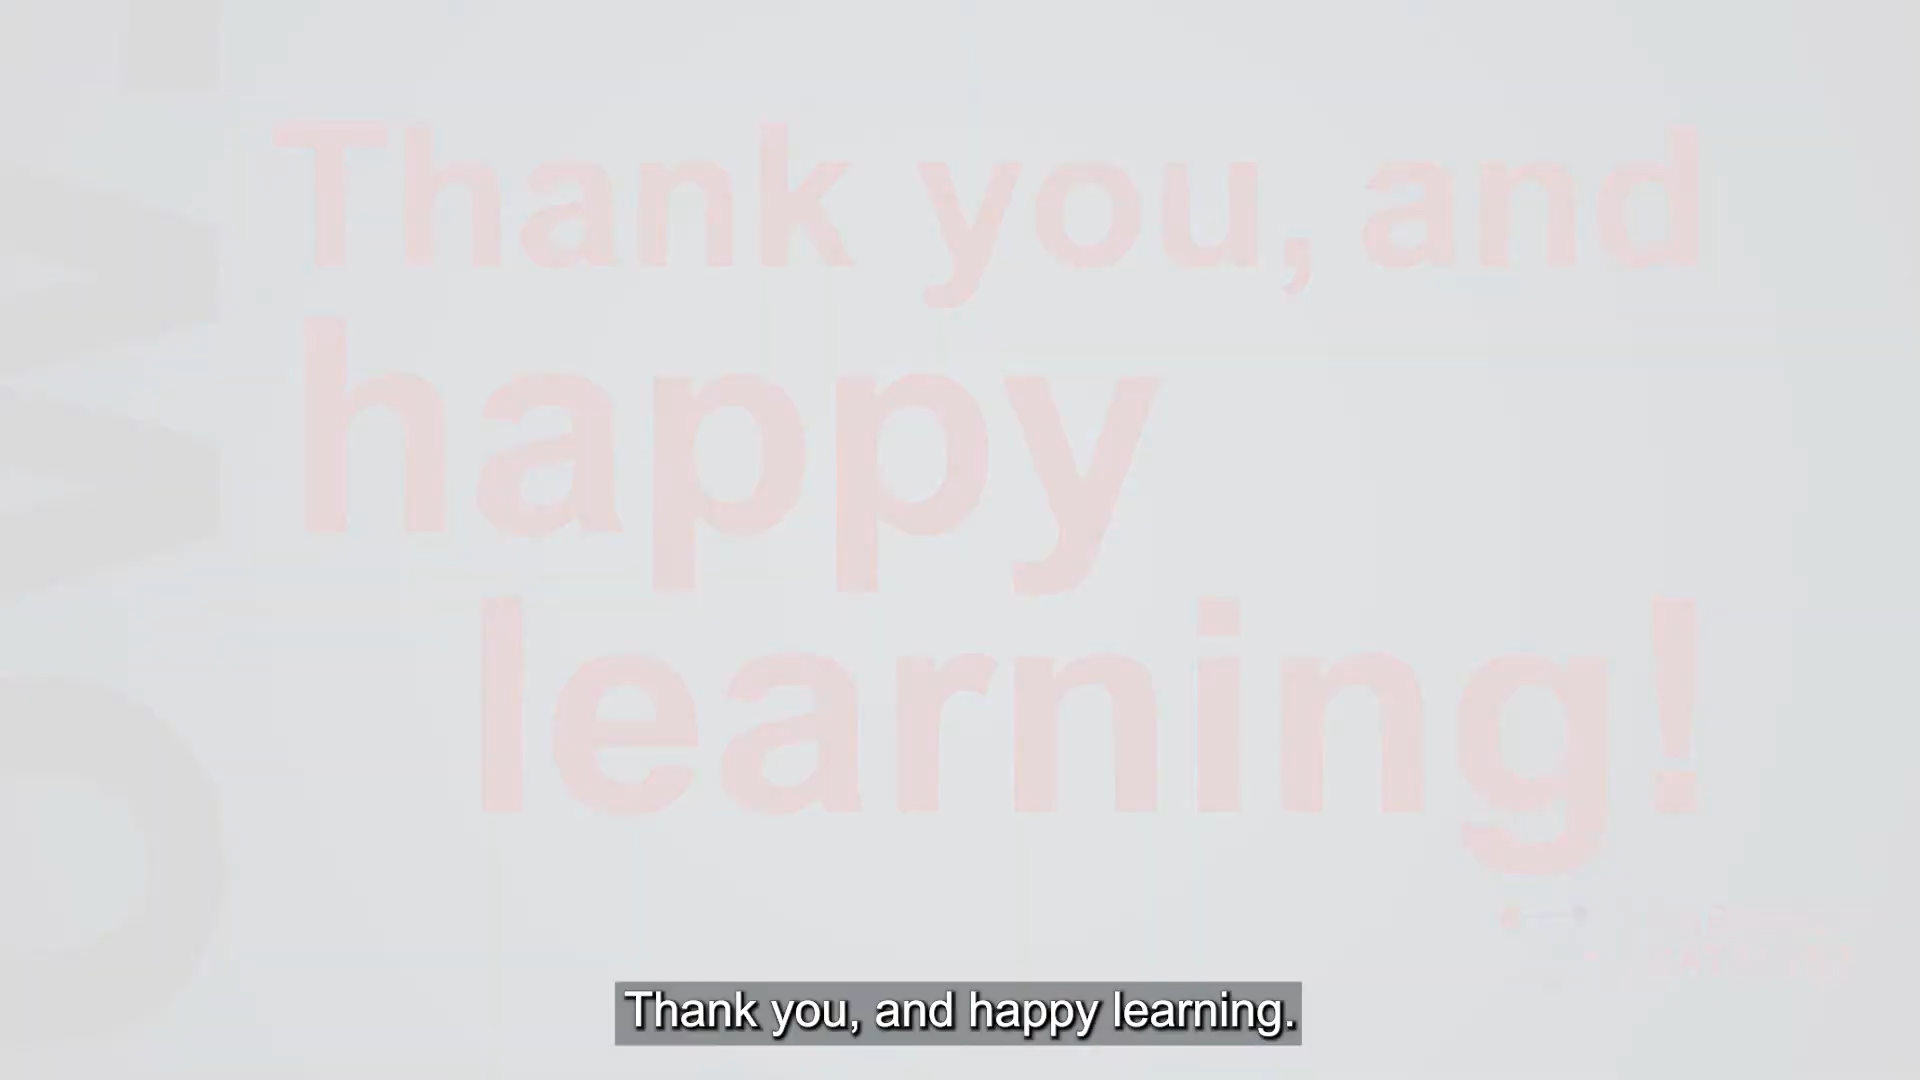 Thank you, and
happy
learning!
Thank you, and happy learning.